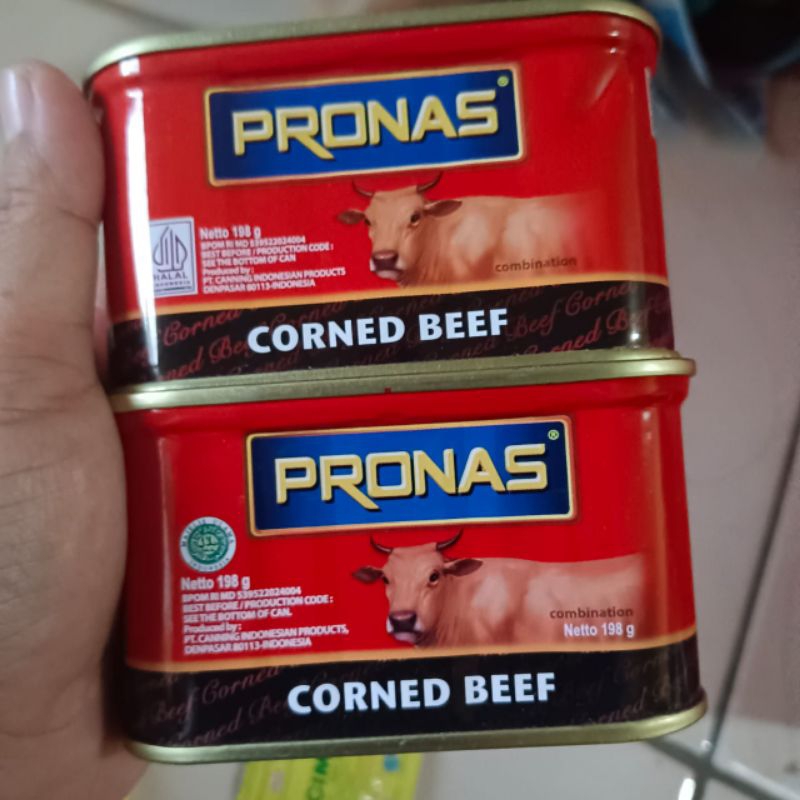 PRONAS®
HALAL
INDONESIA
Netto 198 g
BPOM RI MD 539522024004
BEST BEFORE / PRODUCTION CODE :
SEE THE BOTTOM OF CAN
Produced by :
PT. CANNING INDONESIAN PRODUCTS
DENPASAR 80113-INDONESIA
combination
CORNED BEEF
PRONAS®
Netto 198 g
BPOM RI MD 539522024004
BEST BEFORE / PRODUCTION CODE :
SEE THE BOTTOM OF CAN.
Produced by :
PT. CANNING INDONESIAN PRODUCTS,
DENPASAR 80113-INDONESIA
combination
Netto 198 g
CORNED BEEF